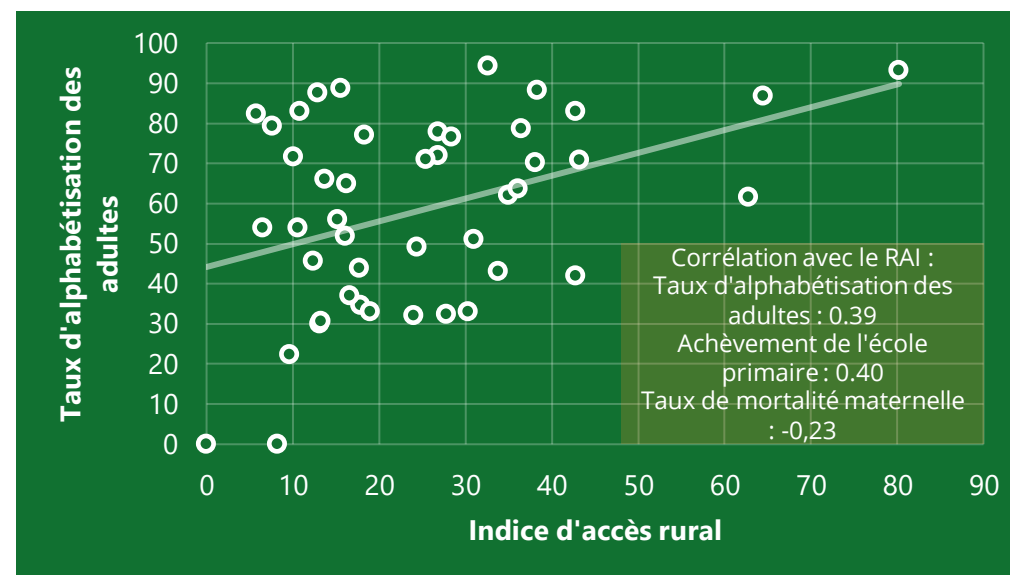 Taux d'alphabétisation des
adultes
100
90
80
70
60
50
40
30
20
10
0
0 10 20 30 40 50 60 70 80 90
Indice d'accès rural
Corrélation avec le RAI :
Taux d'alphabétisation des
adultes : 0.39
Achèvement de l'école
primaire : 0.40
Taux de mortalité maternelle
: -0,23